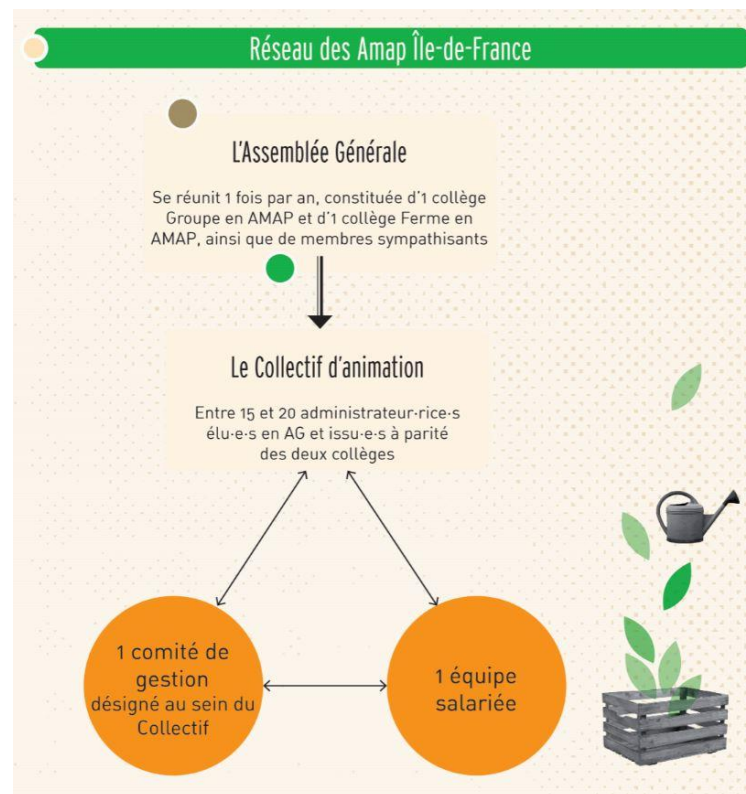 Réseau des Amap Île-de-France
L'Assemblée Générale
Se réunit 1 fois par an, constituée d'1 collège
Groupe en AMAP et d'1 collège Ferme en
AMAP, ainsi que de membres sympathisants
Le Collectif d'animation
Entre 15 et 20 administrateur·rice·s
élu·e·s en AG et issu·e·s à parité
des deux collèges
1 comité de
gestion
désigné au sein du
Collectif
1 équipe
salariée